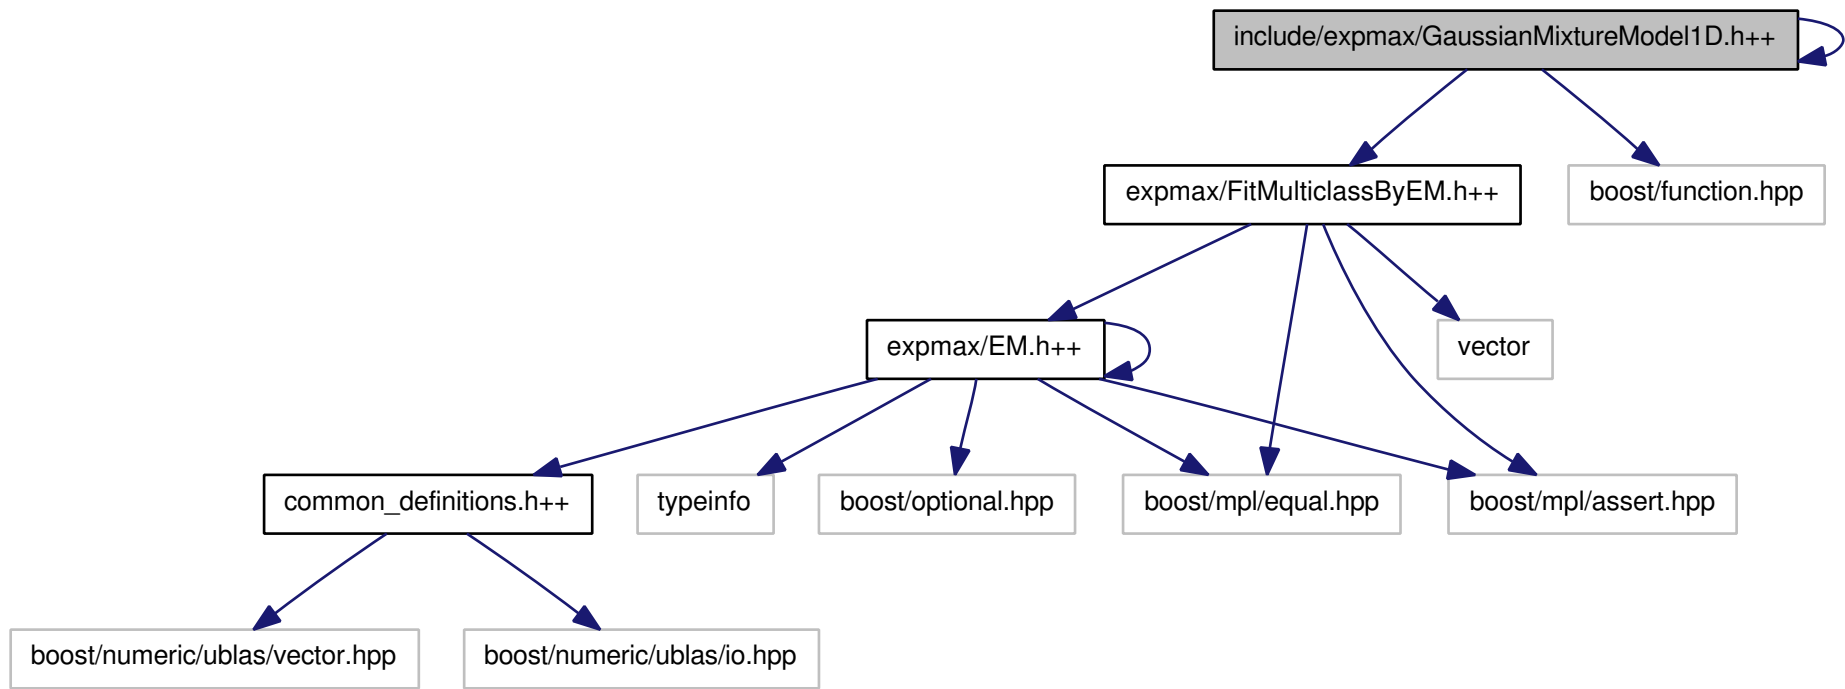 include/expmax/GaussianMixtureModel1D.h++
expmax/FitMulticlassByEM.h++
boost/function.hpp
expmax/EM.h++
vector
common_definitions.h++
typeinfo
boost/optional.hpp
boost/mpl/equal.hpp
boost/mpl/assert.hpp
boost/numeric/ublas/vector.hpp
boost/numeric/ublas/io.hpp